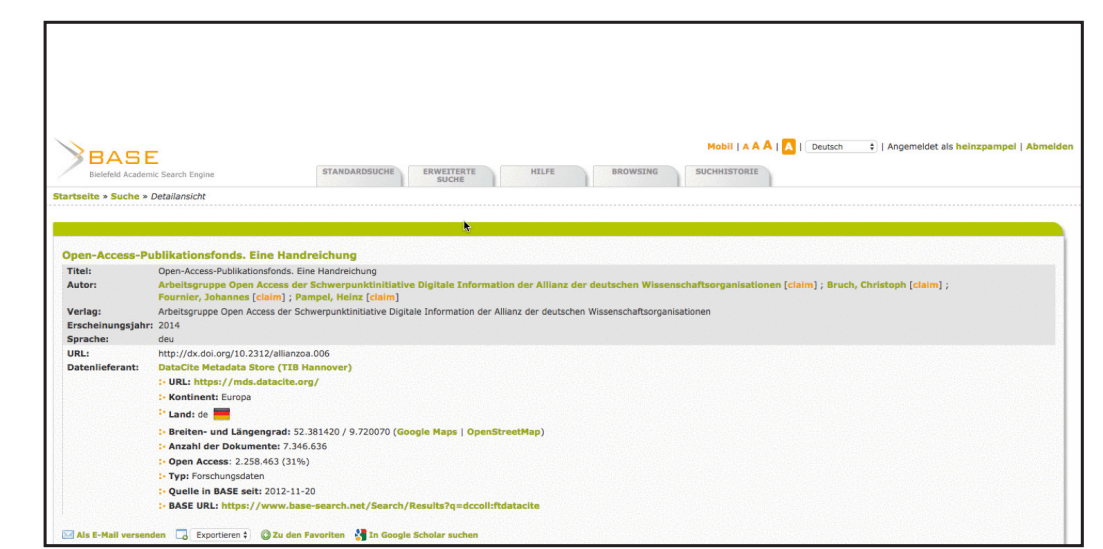 Mobil | A A A | A | Deutsch | Angemeldet als heinzpampel | Abmelden
BASE
Bielefeld Academic Search Engine
STANDARDSUCHE ERWEITERTE SUCHE HILFE BROWSING SUCHHISTORIE
Startseite » Suche » Detailansicht
Open-Access-Publikationsfonds. Eine Handreichung
Titel: Open-Access-Publikationsfonds. Eine Handreichung
Autor: Arbeitsgruppe Open Access der Schwerpunktinitiative Digitale Information der Allianz der deutschen Wissenschaftsorganisationen [claim] ; Bruch, Christoph [claim] ;
Fournier, Johannes [claim] ; Pampel, Heinz [claim]
Verlag: Arbeitsgruppe Open Access der Schwerpunktinitiative Digitale Information der Allianz der deutschen Wissenschaftsorganisationen
Erscheinungsjahr: 2014
Sprache: deu
URL: http://dx.doi.org/10.2312/allianzoa.006
Datenlieferant: DataCite Metadata Store (TIB Hannover)
URL: https://mds.datacite.org/
Kontinent: Europa
Land: de
Breiten- und Längengrad: 52.381420 / 9.720070 (Google Maps | OpenStreetMap)
Anzahl der Dokumente: 7.346.636
Open Access: 2.258.463 (31%)
Typ: Forschungsdaten
Quelle in BASE seit: 2012-11-20
BASE URL: https://www.base-search.net/Search/Results?q=dccoll:ftdatacite
Als E-Mail versenden Exportieren Zu den Favoriten In Google Scholar suchen